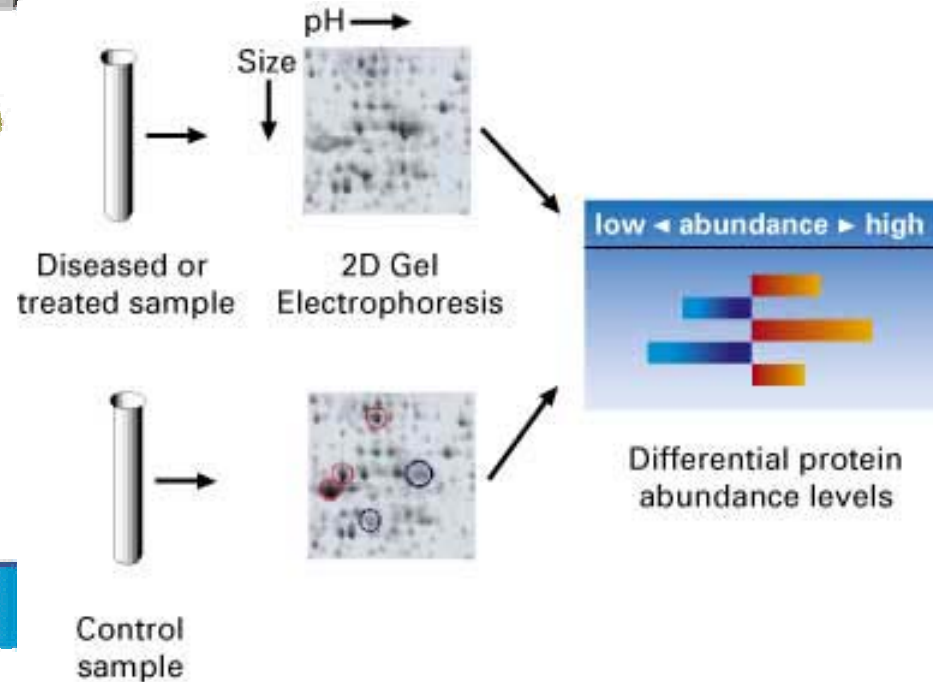 pH
Size
Diseased or
treated sample
2D Gel
Electrophoresis
low ◄ abundance ► high
Differential protein
abundance levels
Control
sample